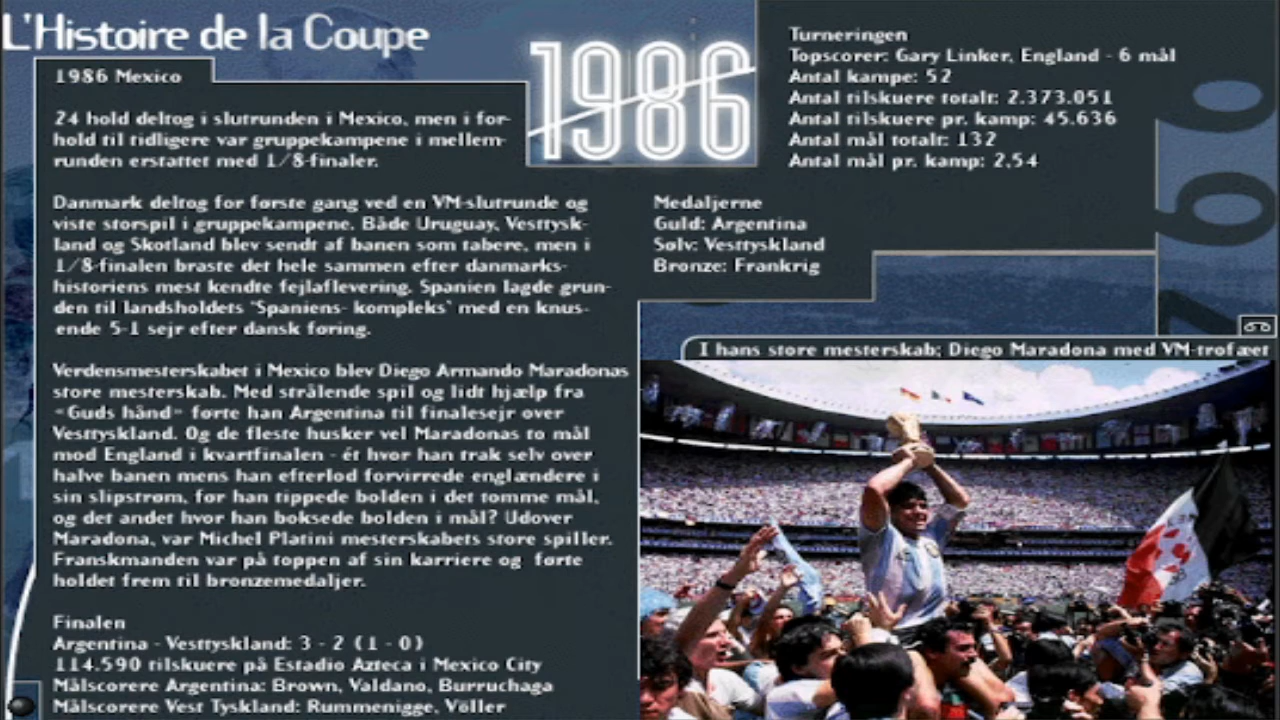 L'Histoire de la Coupe
1986
1986 Mexico
24 hold deltog i slutrunden i Mexico, men i for-
hold til tidligere var gruppekampene i mellem-
runden erstattet med 1/8-finaler.
Danmark deltog for første gang ved en VM-slutrunde og
viste storspil i gruppekampene. Både Uruguay, Vesttysk-
land og Skotland blev sendt af banen som tabere, men i
1/8-finalen braste det hele sammen efter danmarks-
historiens mest kendte fejlaflevering. Spanien lagde grun-
den til landsholdets 'Spaniens- kompleks' med en knus-
ende 5-1 sejr efter dansk føring.
Verdensmesterskabet i Mexico blev Diego Armando Maradonas
store mesterskab. Med strålende spil og lidt hjælp fra
«Guds hånd» førte han Argentina til finalesejr over
Vesttyskland. Og de fleste husker vel Maradonas to mål
mod England i kvartfinalen - ét hvor han trak selv over
halve banen mens han efterlod forvirrede englændere i
sin slipstrøm, før han tippede bolden i det tomme mål,
og det andet hvor han boksede bolden i mål? Udover
Maradona, var Michel Platini mesterskabets store spiller.
Franskmanden var på toppen af sin karriere og førte
holdet frem til bronzemedaljer.
Finalen
Argentina - Vesttyskland: 3 - 2 (1 - 0)
114.590 tilskuere på Estadio Azteca i Mexico City
Målscorere Argentina: Brown, Valdano, Burruchaga
Målscorere Vest Tyskland: Rummenigge, Völler
Turneringen
Topscorer: Gary Linker, England - 6 mål
Antal kampe: 52
Antal tilskuere totalt: 2.373.051
Antal tilskuere pr. kamp: 45.636
Antal mål totalt: 132
Antal mål pr. kamp: 2,54
Medaljerne
Guld: Argentina
Sølv: Vesttyskland
Bronze: Frankrig
I hans store mesterskab; Diego Maradona med VM-trofæet